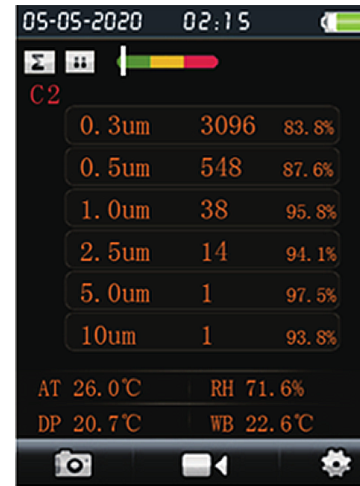 05-05-2020 02:15
Σ
C2
0.3um 3096 83.8%
0.5um 548 87.6%
1.0um 38 95.8%
2.5um 14 94.1%
5.0um 1 97.5%
10um 1 93.8%
AT 26.0℃ RH 71.6%
DP 20.7℃ WB 22.6℃